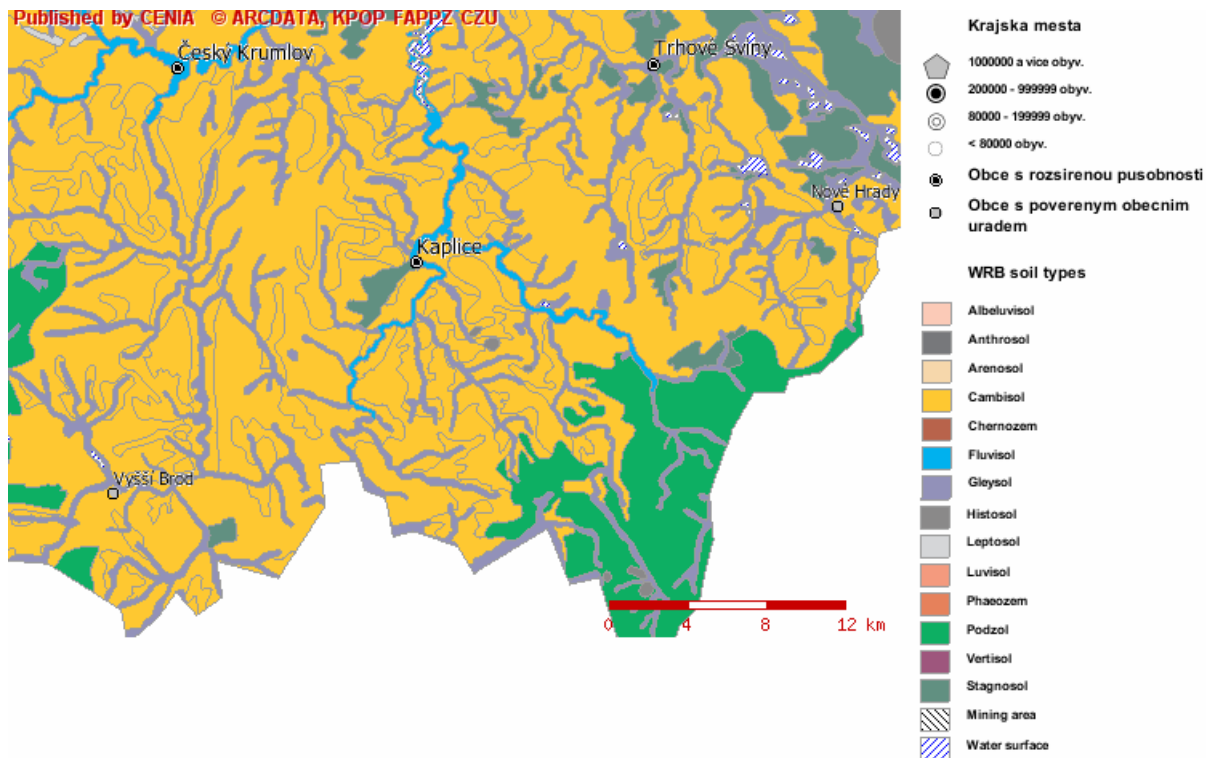 Published by CENIA © ARCDATA, KPOP FAPPZ CZU
Český Krumlov
Trhové Sviny
Nové Hrady
Kaplice
Vyšší Brod
0 4 8 12 km
Krajska mesta
1000000 a vice obyv.
200000 - 999999 obyv.
80000 - 199999 obyv.
< 80000 obyv.
Obce s rozsirenou pusobnosti
Obce s poverenym obecnim
uradem
WRB soil types
Albeluvisol
Anthrosol
Arenosol
Cambisol
Chernozem
Fluvisol
Gleysol
Histosol
Leptosol
Luvisol
Phaeozem
Podzol
Vertisol
Stagnosol
Mining area
Water surface